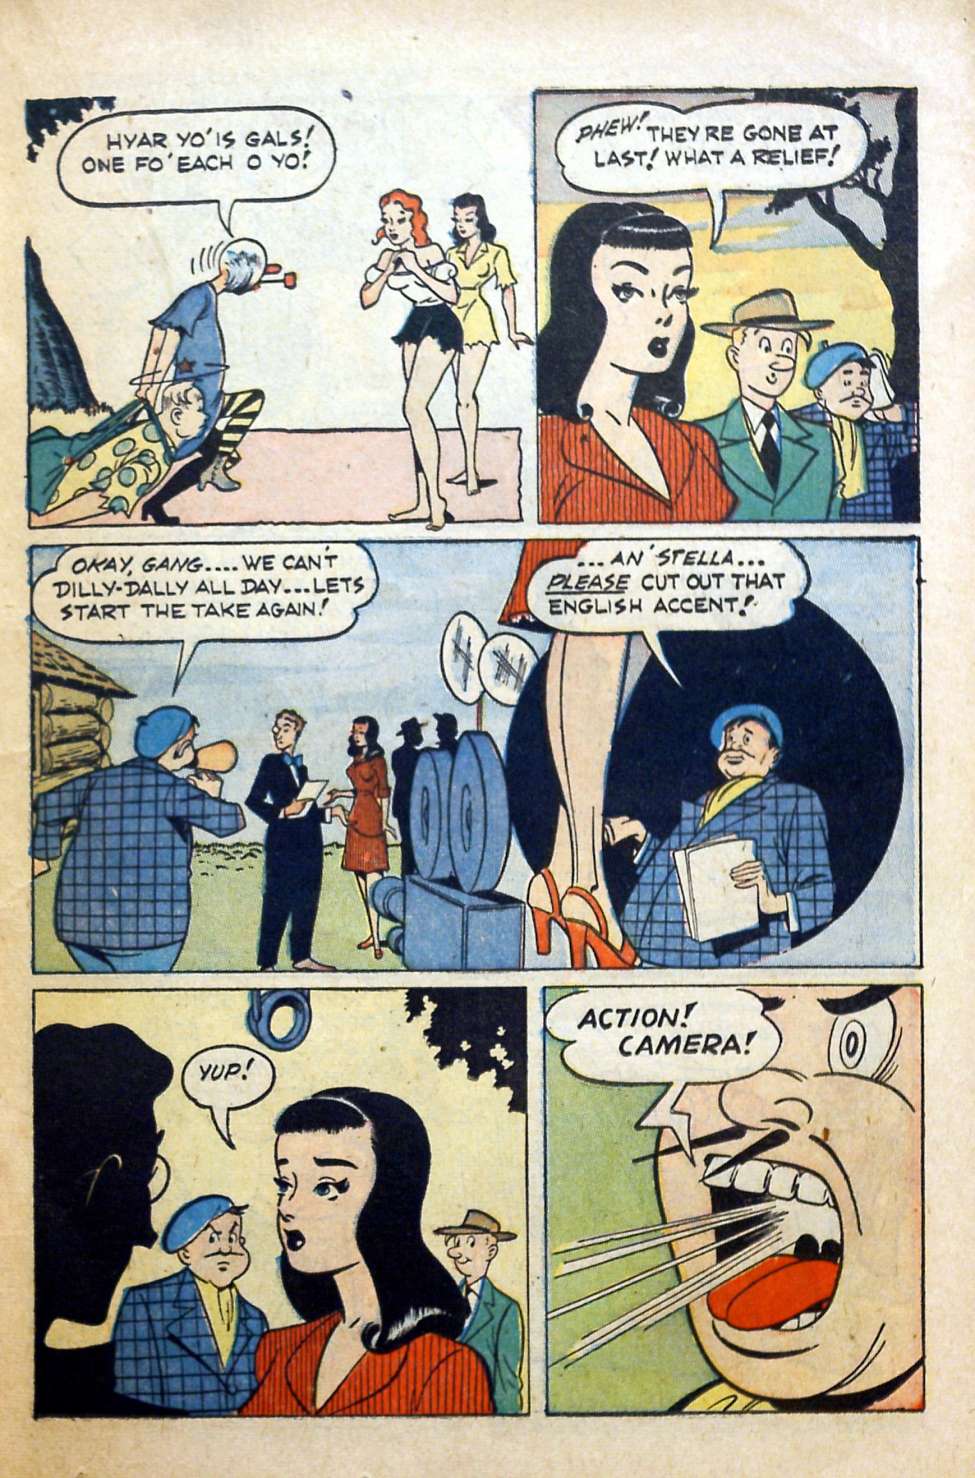 HYAR YO' IS GALS!
ONE FO' EACH O YO!
PHEW! THEY'RE GONE AT
LAST! WHAT A RELIEF!
OKAY, GANG.... WE CAN'T
DILLY-DALLY ALL DAY....LETS
START THE TAKE AGAIN!
...AN' STELLA...
PLEASE CUT OUT THAT
ENGLISH ACCENT!
YUP!
ACTION!
CAMERA!